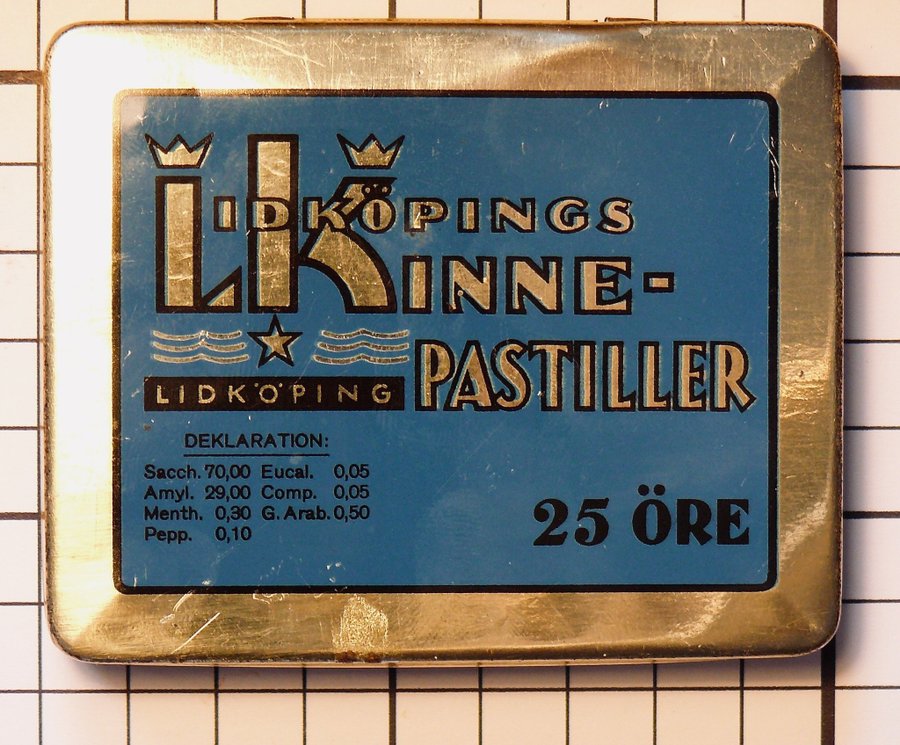 LIDKÖPINGS
KINNE-
PASTILLER
LK
LIDKÖPING
DEKLARATION:
Sacch. 70,00 Eucal. 0,05
Amyl. 29,00 Comp. 0,05
Menth. 0,30 G. Arab. 0,50
Pepp. 0,10
25 ÖRE